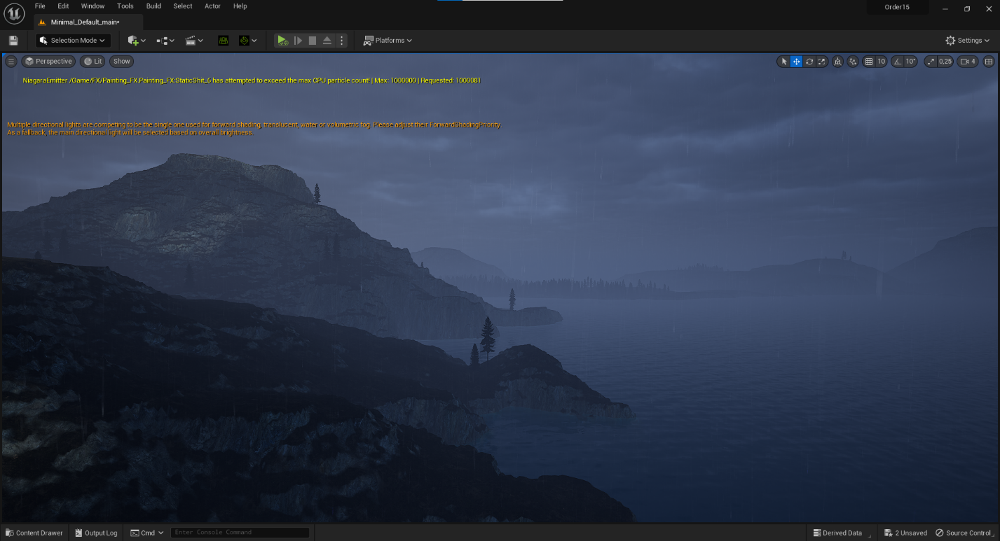 File Edit Window Tools Build Select Actor Help
Order15
Minimal_Default_main*
Selection Mode
Platforms
Settings
Perspective Lit Show
10 10° 0,25 4
NiagaraEmitter /Game/FX/Painting_FX.Painting_FX:StaticShit_6 has attempted to exceed the max CPU particle count! | Max: 1000000 | Requested: 1000081
Multiple directional lights are competing to be the single one used for forward shading, translucent, water or volumetric fog. Please adjust their ForwardShadingPriority
As a fallback, the main directional light will be selected based on overall brightness.
Content Drawer Output Log Cmd Enter Console Command Derived Data 2 Unsaved Source Control